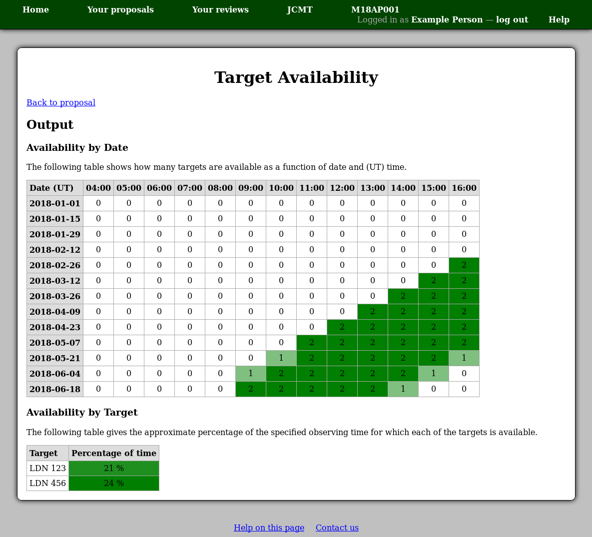 Home Your proposals Your reviews JCMT M18AP001
Logged in as Example Person — log out Help
Target Availability
Back to proposal
Output
Availability by Date
The following table shows how many targets are available as a function of date and (UT) time.
Date (UT) 04:00 05:00 06:00 07:00 08:00 09:00 10:00 11:00 12:00 13:00 14:00 15:00 16:00
2018-01-01 0 0 0 0 0 0 0 0 0 0 0 0 0
2018-01-15 0 0 0 0 0 0 0 0 0 0 0 0 0
2018-01-29 0 0 0 0 0 0 0 0 0 0 0 0 0
2018-02-12 0 0 0 0 0 0 0 0 0 0 0 0 0
2018-02-26 0 0 0 0 0 0 0 0 0 0 0 0 2
2018-03-12 0 0 0 0 0 0 0 0 0 0 0 2 2
2018-03-26 0 0 0 0 0 0 0 0 0 0 2 2 2
2018-04-09 0 0 0 0 0 0 0 0 0 2 2 2 2
2018-04-23 0 0 0 0 0 0 0 0 2 2 2 2 2
2018-05-07 0 0 0 0 0 0 0 2 2 2 2 2 2
2018-05-21 0 0 0 0 0 0 1 2 2 2 2 2 1
2018-06-04 0 0 0 0 0 1 2 2 2 2 2 1 0
2018-06-18 0 0 0 0 0 2 2 2 2 2 1 0 0
Availability by Target
The following table gives the approximate percentage of the specified observing time for which each of the targets is available.
Target Percentage of time
LDN 123 21 %
LDN 456 24 %
Help on this page Contact us